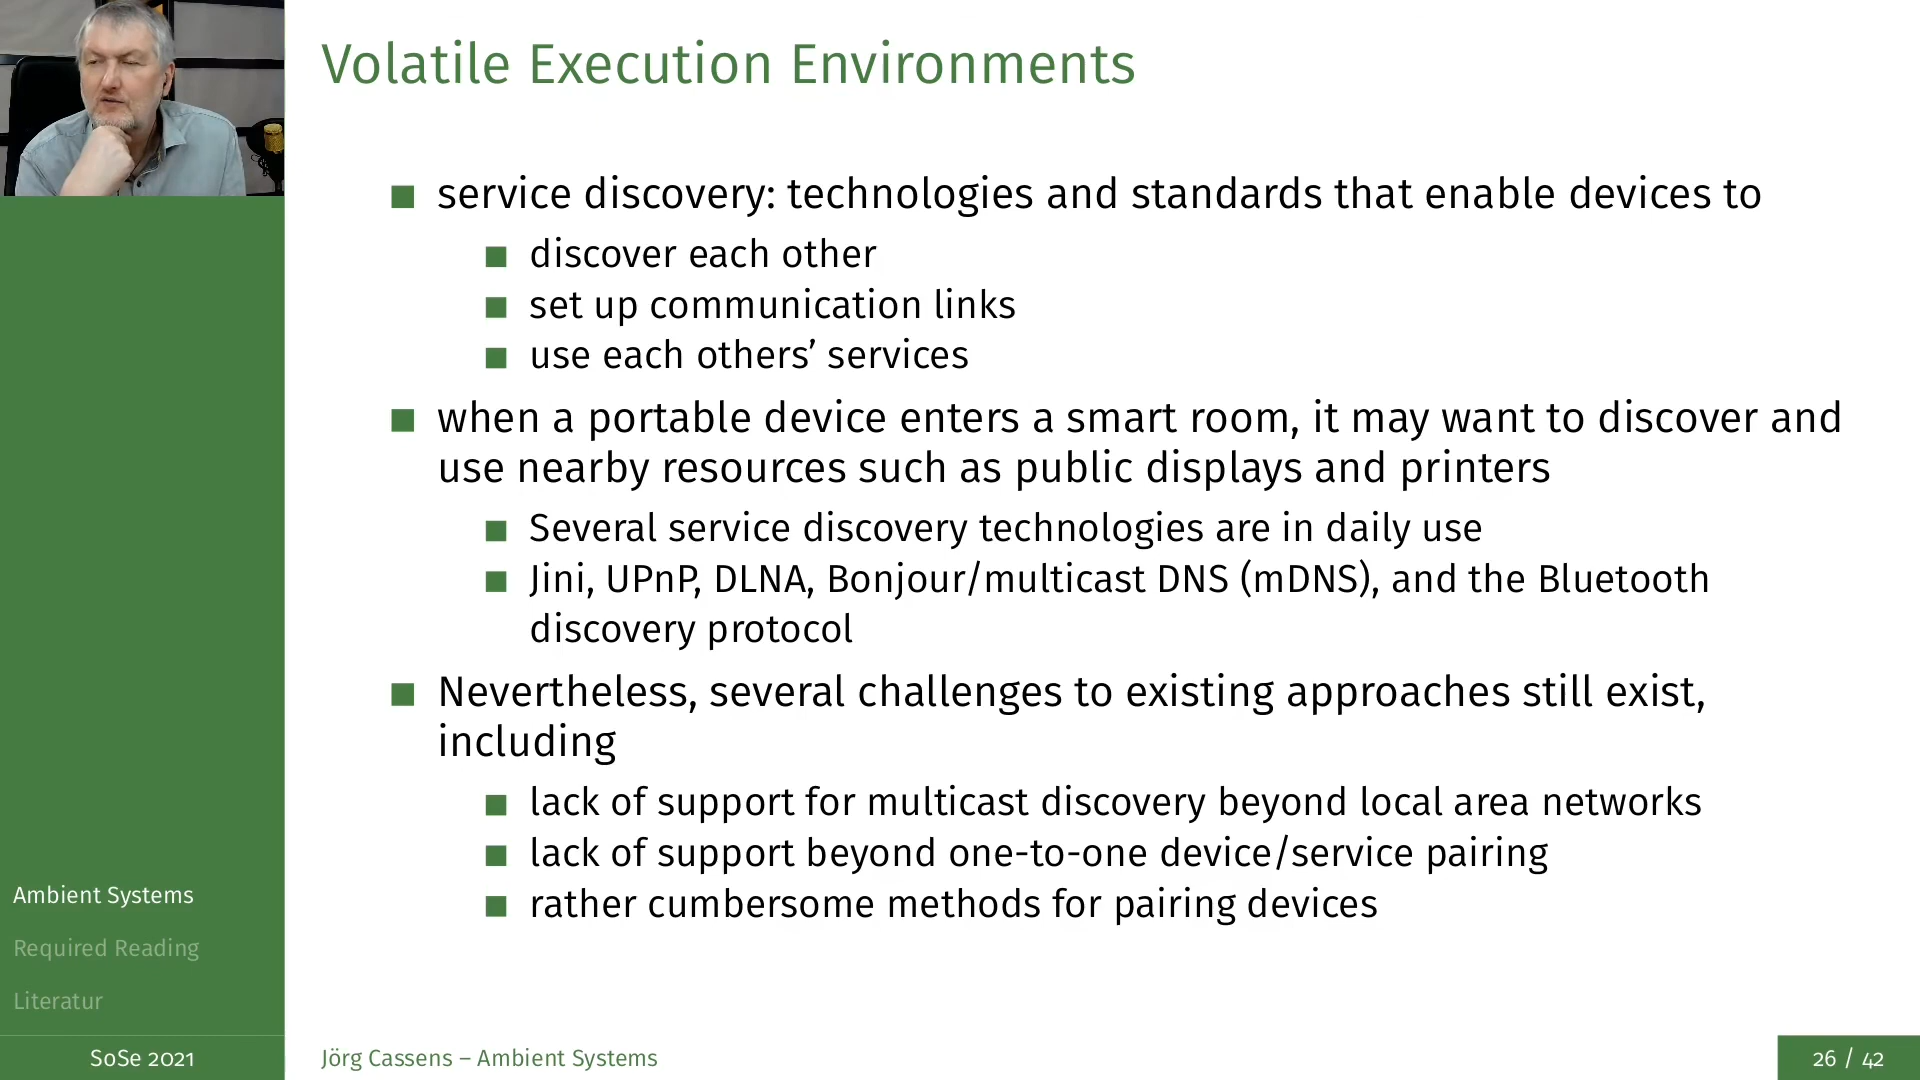 Volatile Execution Environments
service discovery: technologies and standards that enable devices to
discover each other
set up communication links
use each others’ services
when a portable device enters a smart room, it may want to discover and
use nearby resources such as public displays and printers
Several service discovery technologies are in daily use
Jini, UPnP, DLNA, Bonjour/multicast DNS (mDNS), and the Bluetooth
discovery protocol
Nevertheless, several challenges to existing approaches still exist,
including
lack of support for multicast discovery beyond local area networks
lack of support beyond one-to-one device/service pairing
rather cumbersome methods for pairing devices
Ambient Systems
Required Reading
Literatur
SoSe 2021
Jörg Cassens – Ambient Systems
26 / 42